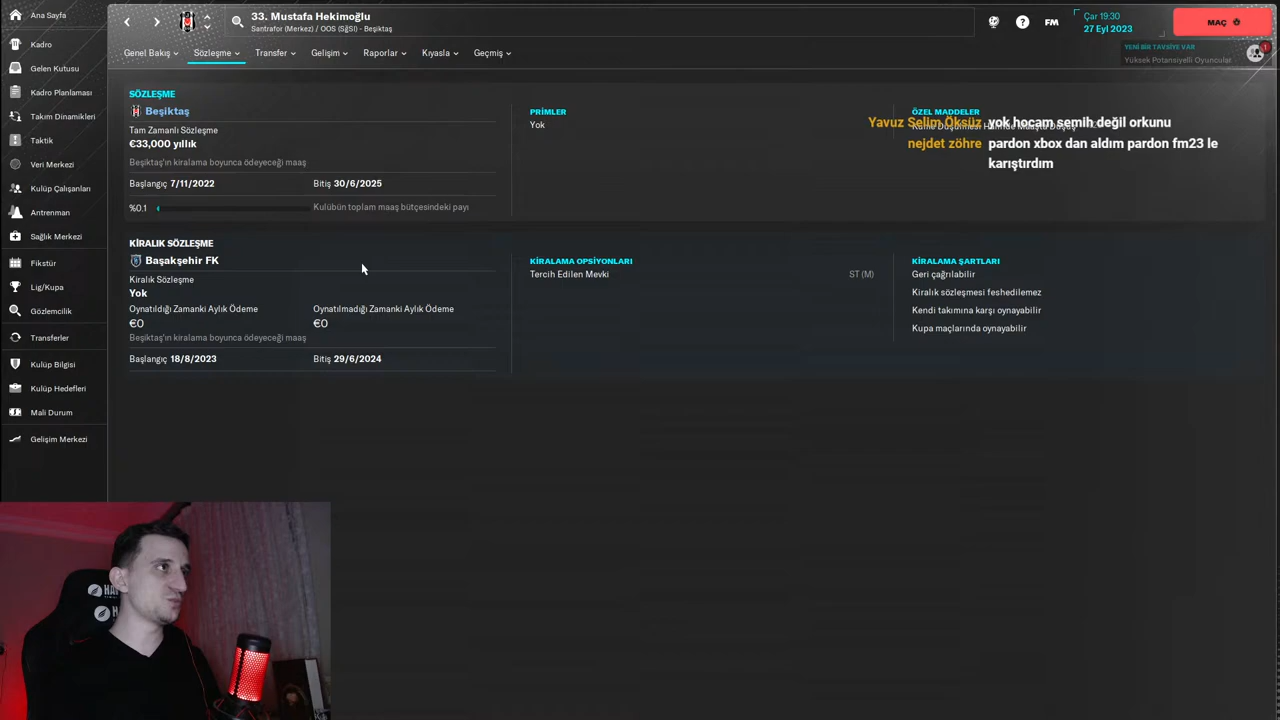 Ana Sayfa
Kadro
Gelen Kutusu
Kadro Planlaması
Takım Dinamikleri
Taktik
Veri Merkezi
Kulüp Çalışanları
Antrenman
Sağlık Merkezi
Fikstür
Lig/Kupa
Gözlemcilik
Transferler
Kulüp Bilgisi
Kulüp Hedefleri
Mali Durum
Gelişim Merkezi
33. Mustafa Hekimoğlu
Santrafor (Merkez) / OOS (SğSl) - Beşiktaş
FM
Çar 19:30
27 Eyl 2023
MAÇ
Genel Bakış
Sözleşme
Transfer
Gelişim
Raporlar
Kıyasla
Geçmiş
YENİ BİR TAVSİYE VAR
Yüksek Potansiyelli Oyuncular
1
SÖZLEŞME
Beşiktaş
Tam Zamanlı Sözleşme
€33,000 yıllık
Beşiktaş'ın kiralama boyunca ödeyeceği maaş
Başlangıç 7/11/2022
Bitiş 30/6/2025
%0.1
Kulübün toplam maaş bütçesindeki payı
PRİMLER
Yok
ÖZEL MADDELER
Yavuz Selim Öksüz yok hocam semih değil orkunu
nejdet zöhre pardon xbox dan aldım pardon fm23 le
karıştırdım
KİRALIK SÖZLEŞME
Başakşehir FK
Kiralık Sözleşme
Yok
Oynatıldığı Zamanki Aylık Ödeme
Oynatılmadığı Zamanki Aylık Ödeme
€0
€0
Beşiktaş'ın kiralama boyunca ödeyeceği maaş
Başlangıç 18/8/2023
Bitiş 29/6/2024
KİRALAMA OPSİYONLARI
Tercih Edilen Mevki
ST (M)
KİRALAMA ŞARTLARI
Geri çağrılabilir
Kiralık sözleşmesi feshedilemez
Kendi takımına karşı oynayabilir
Kupa maçlarında oynayabilir